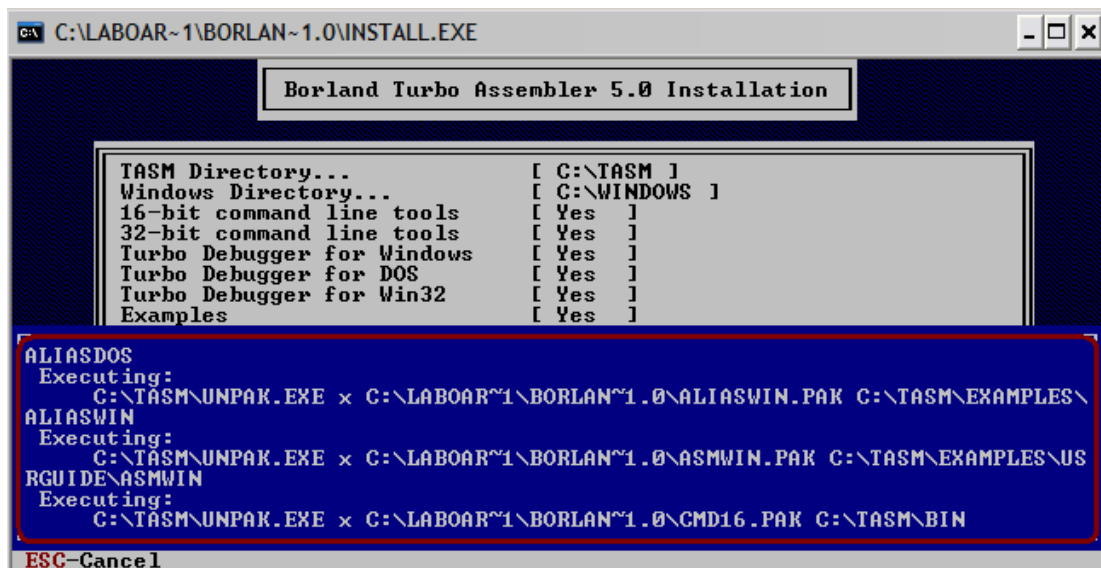 C:\LABOAR~1\BORLAN~1.0\INSTALL.EXE
Borland Turbo Assembler 5.0 Installation
TASM Directory... [ C:\TASM ]
Windows Directory... [ C:\WINDOWS ]
16-bit command line tools [ Yes ]
32-bit command line tools [ Yes ]
Turbo Debugger for Windows [ Yes ]
Turbo Debugger for DOS [ Yes ]
Turbo Debugger for Win32 [ Yes ]
Examples [ Yes ]
ALIASDOS
Executing:
C:\TASM\UNPAK.EXE x C:\LABOAR~1\BORLAN~1.0\ALIASWIN.PAK C:\TASM\EXAMPLES\
ALIASWIN
Executing:
C:\TASM\UNPAK.EXE x C:\LABOAR~1\BORLAN~1.0\ASMWIN.PAK C:\TASM\EXAMPLES\US
RGUIDE\ASMWIN
Executing:
C:\TASM\UNPAK.EXE x C:\LABOAR~1\BORLAN~1.0\CMD16.PAK C:\TASM\BIN
ESC-Cancel